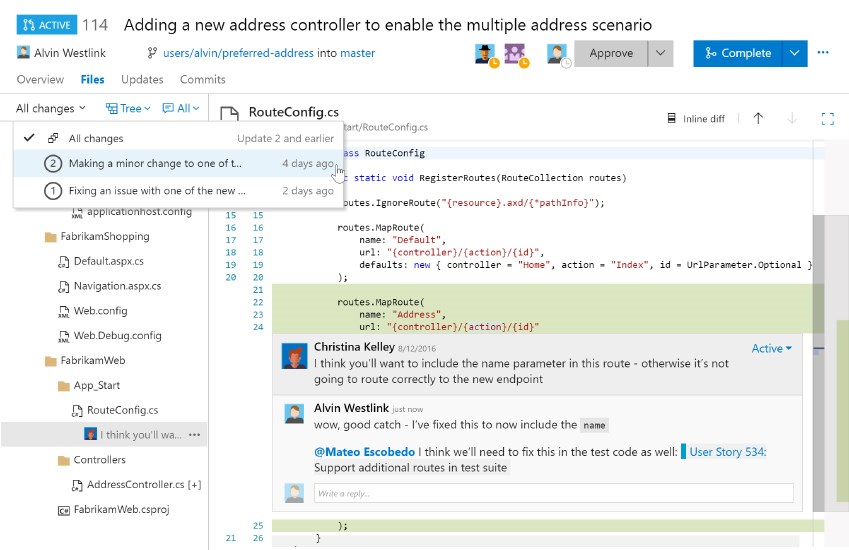 ACTIVE 114 Adding a new address controller to enable the multiple address scenario
Alvin Westlink users/alvin/preferred-address into master
Approve Complete
Overview Files Updates Commits
All changes Tree All
RouteConfig.cs
Inline diff
t/RouteConfig.cs
All changes Update 2 and earlier
2 Making a minor change to one of t... 4 days ago
1 Fixing an issue with one of the new ... 2 days ago
applicationhost.config
FabrikamShopping
Default.aspx.cs
Navigation.aspx.cs
Web.config
Web.Debug.config
FabrikamWeb
App_Start
RouteConfig.cs
I think you'll wa...
Controllers
AddressController.cs [+]
FabrikamWeb.csproj
ass RouteConfig
c static void RegisterRoutes(RouteCollection routes)
routes.IgnoreRoute("{resource}.axd/{*pathInfo}");
15 15
16 16 routes.MapRoute(
17 17 name: "Default",
18 18 url: "{controller}/{action}/{id}",
19 19 defaults: new { controller = "Home", action = "Index", id = UrlParameter.Optional }
20 20 );
21
22 routes.MapRoute(
23 name: "Address",
24 url: "{controller}/{action}/{id}"
Christina Kelley 8/12/2016 Active
I think you'll want to include the name parameter in this route - otherwise it's not
going to route correctly to the new endpoint
Alvin Westlink just now
wow, good catch - I've fixed this to now include the name
@Mateo Escobedo I think we'll need to fix this in the test code as well: User Story 534:
Support additional routes in test suite
Write a reply...
25 );
21 26 }